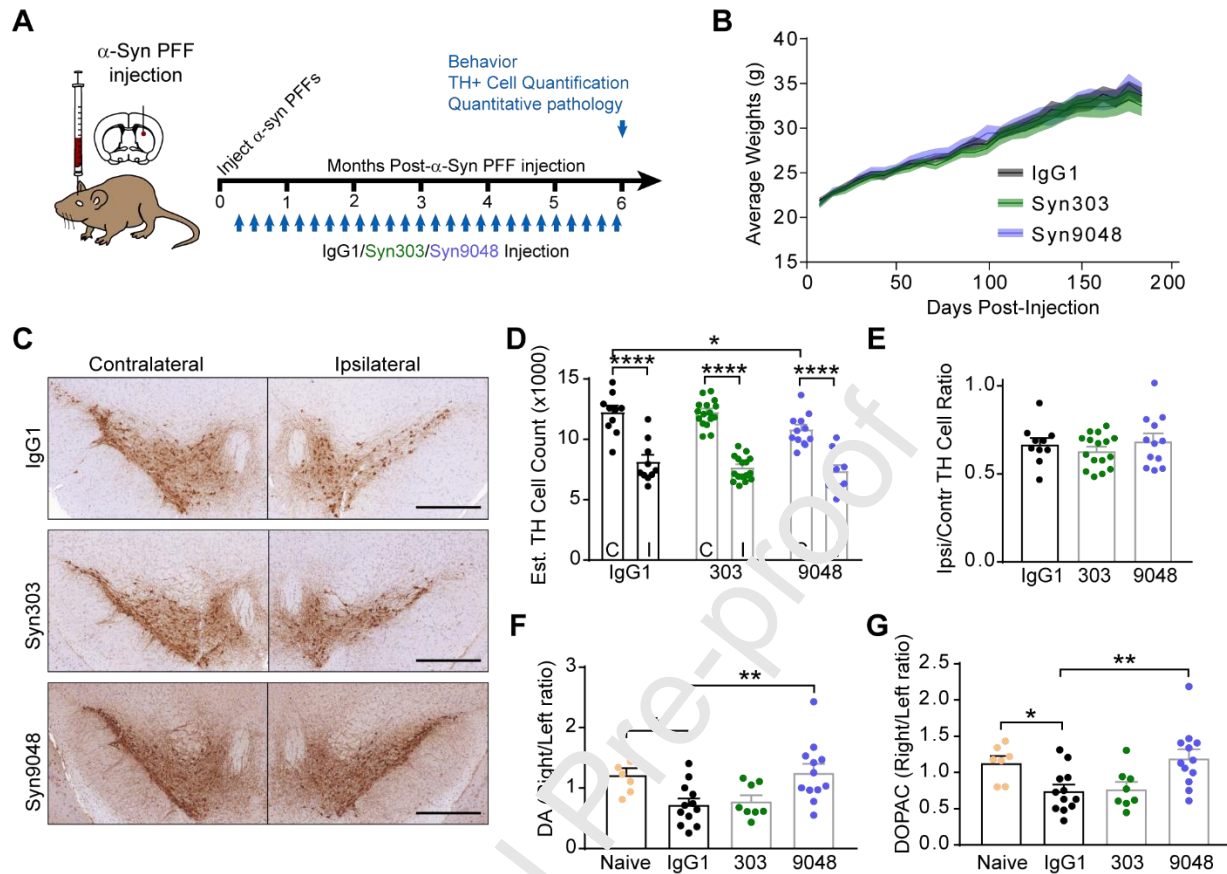 A
α-Syn PFF
injection
Inject α-syn PFFs
Behavior
TH+ Cell Quantification
Quantitative pathology
Months Post-α-Syn PFF injection
0 1 2 3 4 5 6
IgG1/Syn303/Syn9048 Injection
B
Average Weights (g)
40
35
30
25
20
15
0 50 100 150 200
Days Post-Injection
IgG1
Syn303
Syn9048
C
Contralateral Ipsilateral
IgG1
Syn303
Syn9048
D
Est. TH Cell Count (x1000)
15
10
5
0
*
**** **** ****
C I C I
IgG1 303 9048
E
Ipsi/Contr TH Cell Ratio
1.0
0.5
0.0
IgG1 303 9048
F
DA (Right/Left ratio)
3
2
1
0
**
Naive IgG1 303 9048
G
DOPAC (Right/Left ratio)
2.5
2.0
1.5
1.0
0.5
0.0
*
**
Naive IgG1 303 9048
Pre-proof